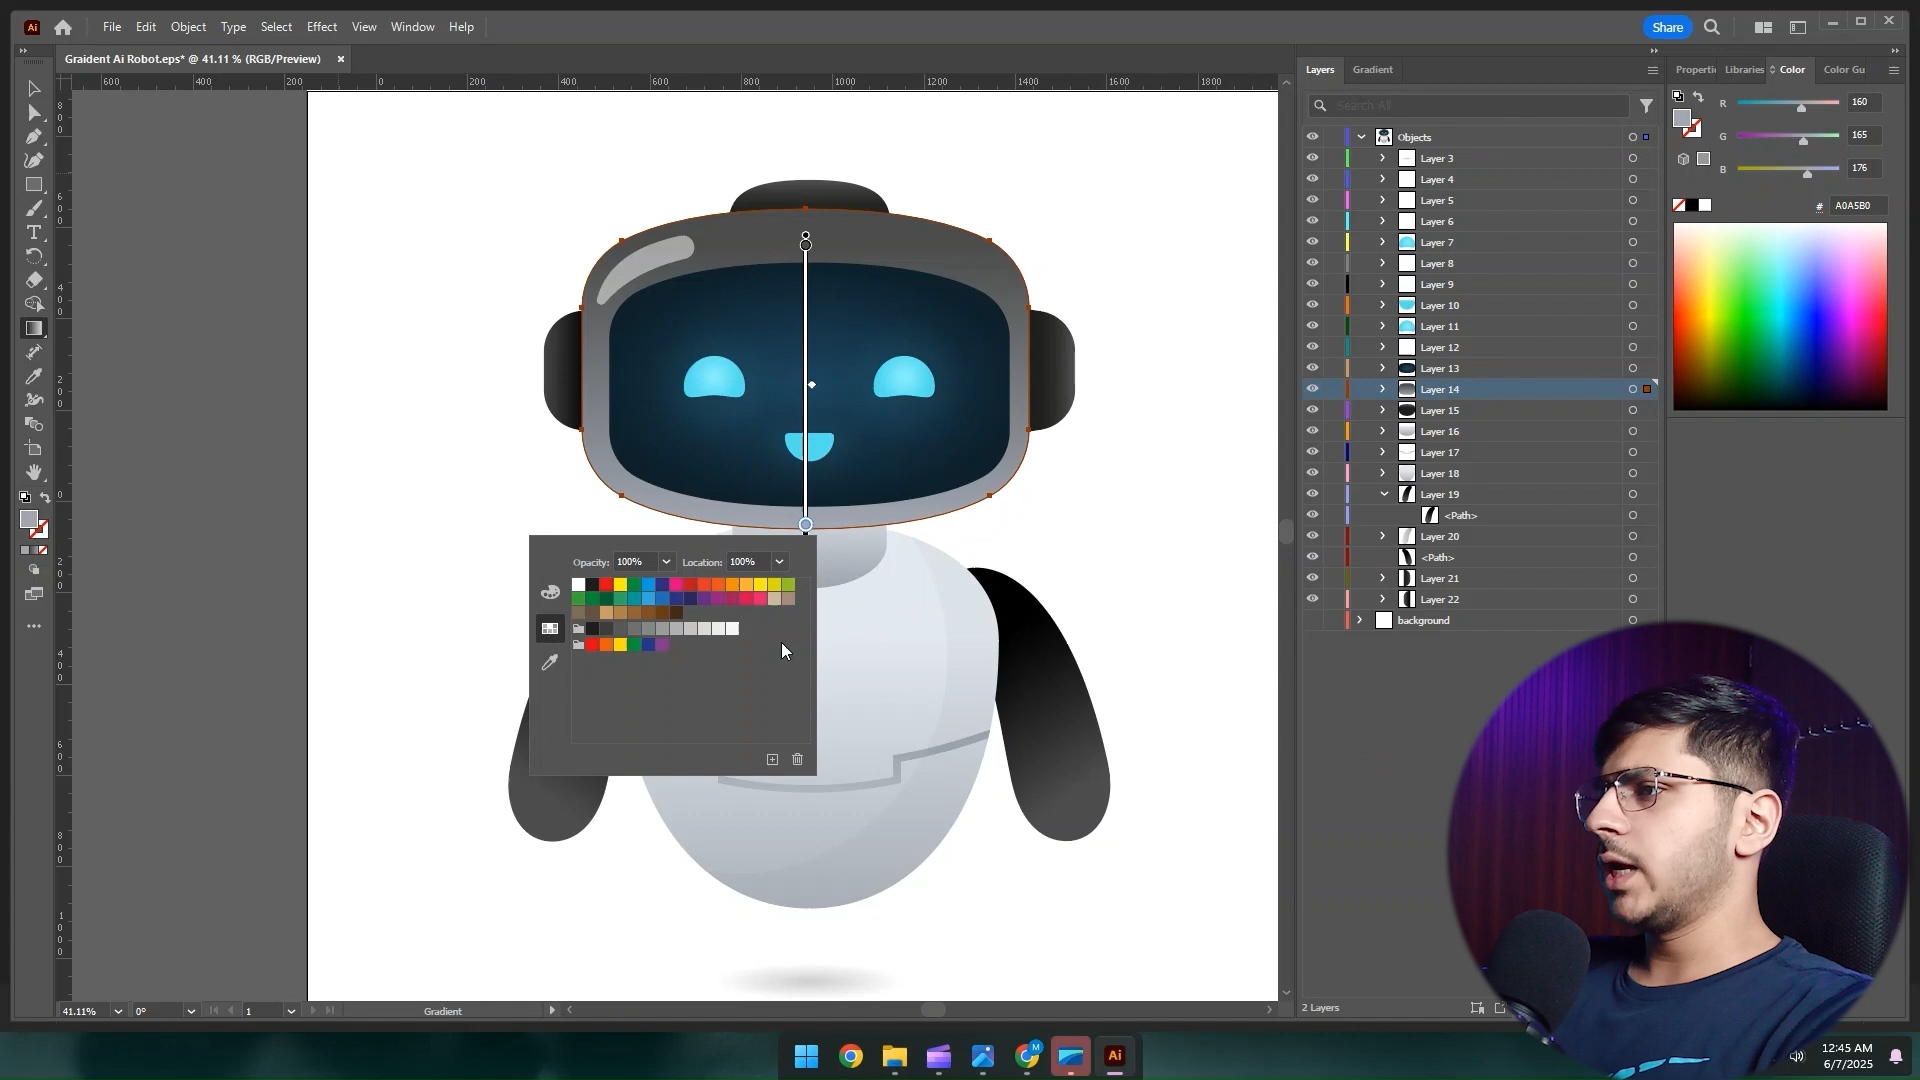 Ai File Edit Object Type Select Effect View Window Help Share
Graident Ai Robot.eps* @ 41.11 % (RGB/Preview) ×
600 400 200 0 200 400 600 800 1000 1200 1400 1600 1800
Layers Gradient
Properti Libraries Color Color Gu
Search All
R 160
G 165
B 176
# A0A5B0
Objects
Layer 3
Layer 4
Layer 5
Layer 6
Layer 7
Layer 8
Layer 9
Layer 10
Layer 11
Layer 12
Layer 13
Layer 14
Layer 15
Layer 16
Layer 17
Layer 18
Layer 19
<Path>
Layer 20
<Path>
Layer 21
Layer 22
background
Opacity: 100% Location: 100%
41.11% 0° 1 Gradient
2 Layers
M
Ai
12:45 AM
6/7/2025